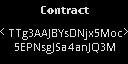 Contract
< TTg3AAJBYsDNjx5Moc >
5EPNsgJSa4anJQ3M